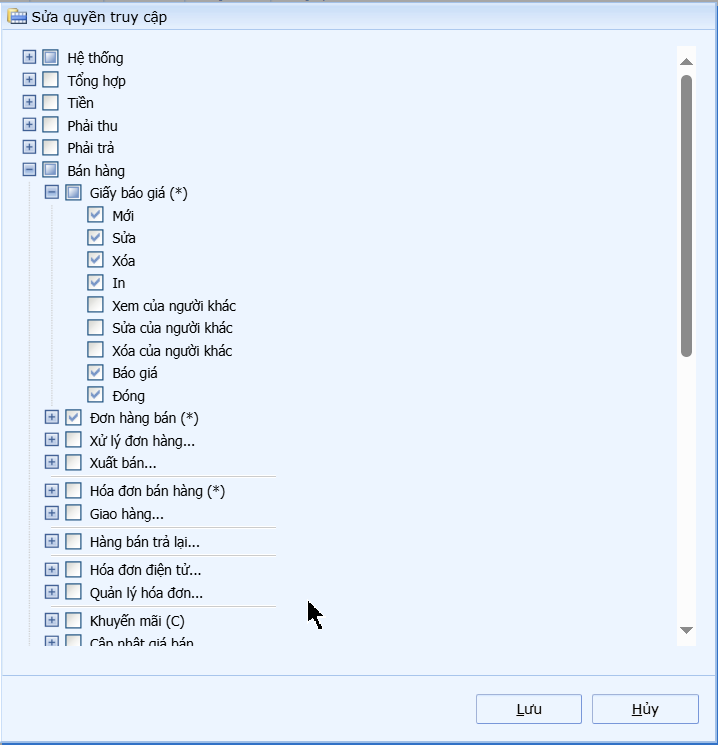 Sửa quyền truy cập
Hệ thống
Tổng hợp
Tiền
Phải thu
Phải trả
Bán hàng
Giấy báo giá (*)
Mới
Sửa
Xóa
In
Xem của người khác
Sửa của người khác
Xóa của người khác
Báo giá
Đóng
Đơn hàng bán (*)
Xử lý đơn hàng...
Xuất bán...
Hóa đơn bán hàng (*)
Giao hàng...
Hàng bán trả lại...
Hóa đơn điện tử...
Quản lý hóa đơn...
Khuyến mãi (C)
Cập nhật giá bán
Lưu Hủy